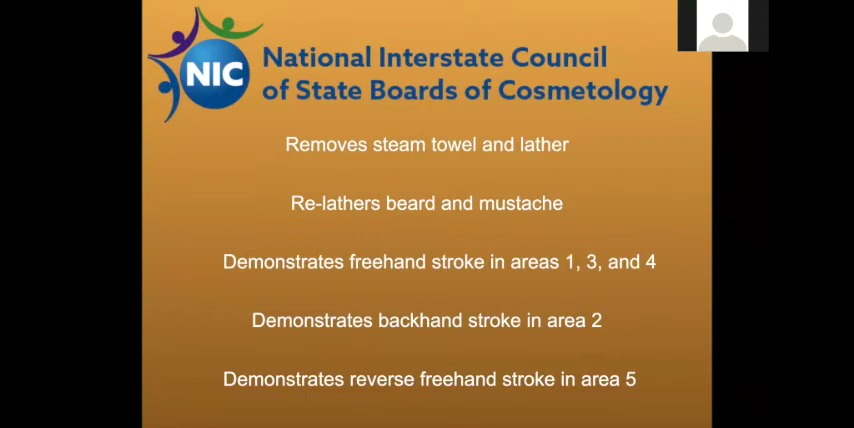 NIC
National Interstate Council
of State Boards of Cosmetology
Removes steam towel and lather
Re-lathers beard and mustache
Demonstrates freehand stroke in areas 1, 3, and 4
Demonstrates backhand stroke in area 2
Demonstrates reverse freehand stroke in area 5